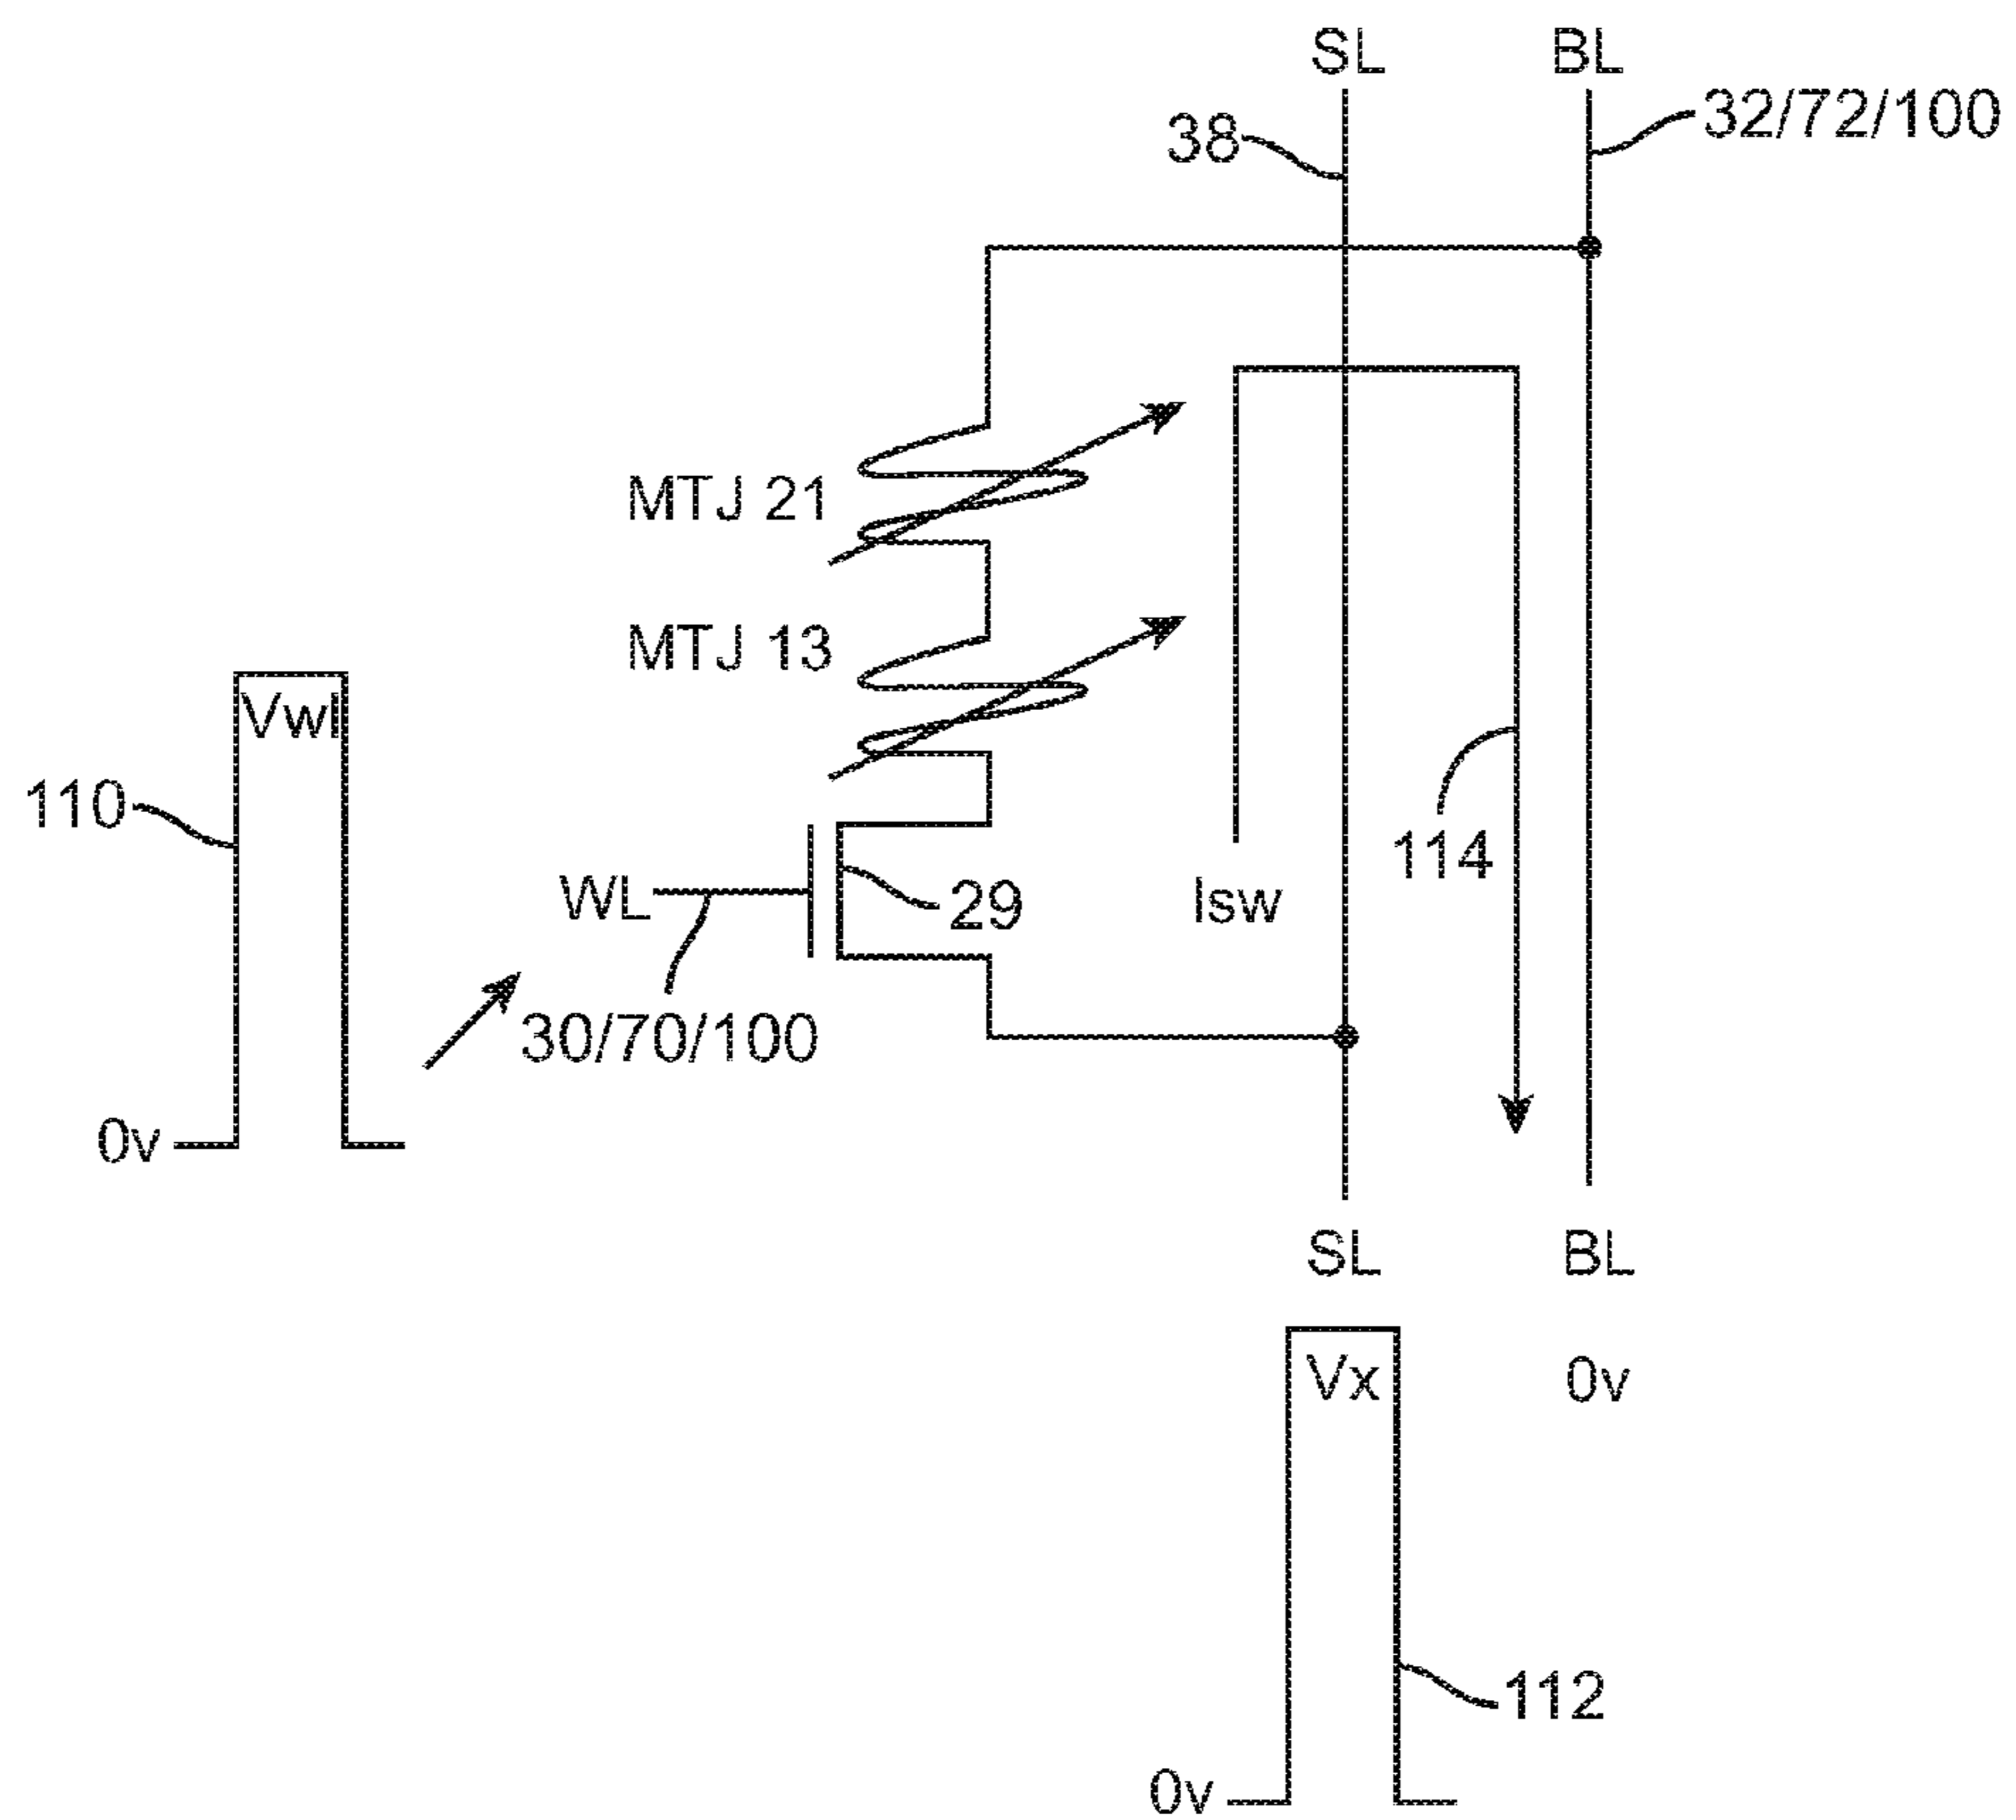 SL BL
38 32/72/100
MTJ 21
MTJ 13
Vwl
110
114
WL 29 Isw
30/70/100
0v
SL BL
Vx 0v
112
0v